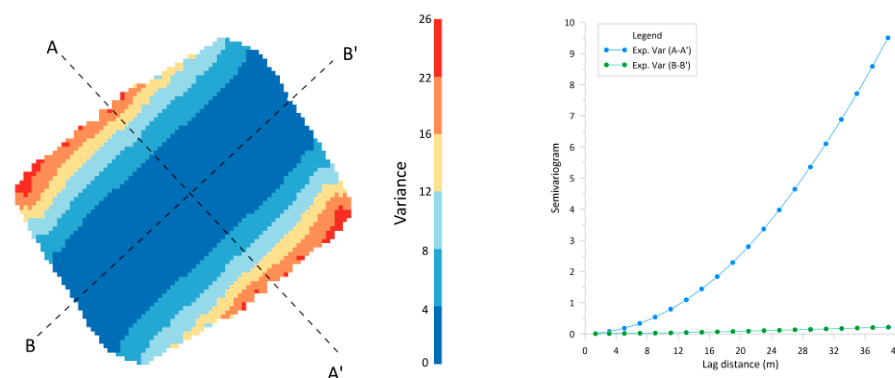 A
B'
B
A'
Variance
26
22
16
12
8
4
0
Semivariogram
10
9
8
7
6
5
4
3
2
1
0
Legend
Exp. Var (A-A')
Exp. Var (B-B')
0 4 8 12 16 20 24 28 32 36 4
Lag distance (m)